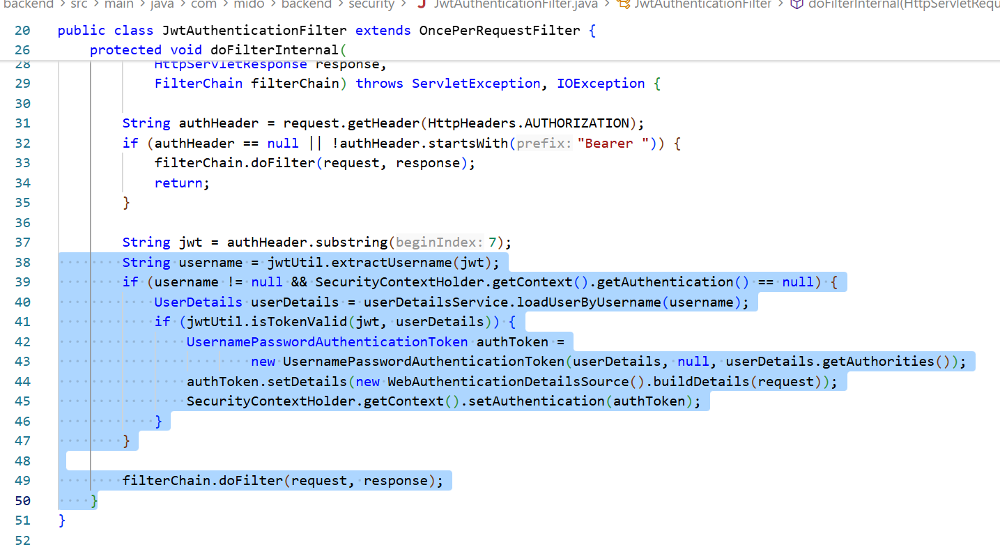 backend > src > main > java > com > mido > backend > security > JwtAuthenticationFilter.java > JwtAuthenticationFilter > doFilterInternal(HttpServletRequ
20 public class JwtAuthenticationFilter extends OncePerRequestFilter {
26 protected void doFilterInternal(
28 HttpServletResponse response,
29 FilterChain filterChain) throws ServletException, IOException {
30
31 String authHeader = request.getHeader(HttpHeaders.AUTHORIZATION);
32 if (authHeader == null || !authHeader.startsWith(prefix: "Bearer ")) {
33 filterChain.doFilter(request, response);
34 return;
35 }
36
37 String jwt = authHeader.substring(beginIndex: 7);
38 String username = jwtUtil.extractUsername(jwt);
39 if (username != null && SecurityContextHolder.getContext().getAuthentication() == null) {
40 UserDetails userDetails = userDetailsService.loadUserByUsername(username);
41 if (jwtUtil.isTokenValid(jwt, userDetails)) {
42 UsernamePasswordAuthenticationToken authToken =
43 new UsernamePasswordAuthenticationToken(userDetails, null, userDetails.getAuthorities());
44 authToken.setDetails(new WebAuthenticationDetailsSource().buildDetails(request));
45 SecurityContextHolder.getContext().setAuthentication(authToken);
46 }
47 }
48
49 filterChain.doFilter(request, response);
50 }
51 }
52